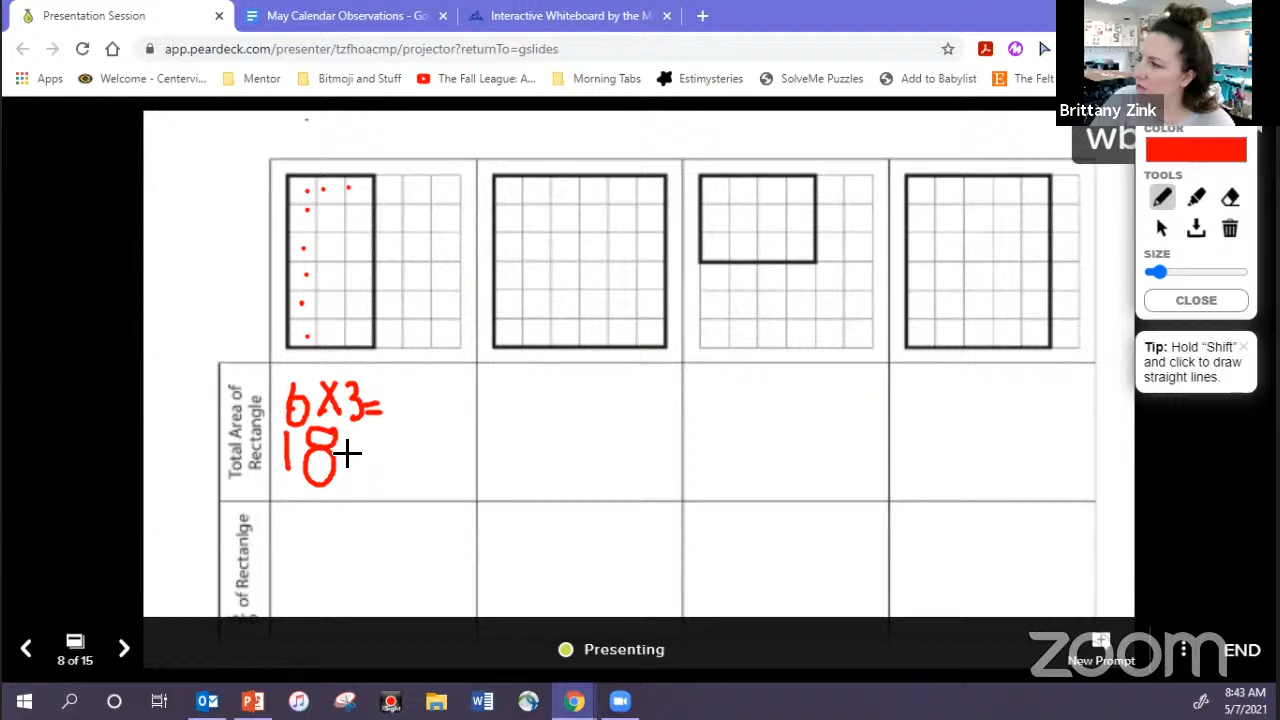 Presentation Session
May Calendar Observations - Go
Interactive Whiteboard by the M
app.peardeck.com/presenter/tzfhoacmp/projector?returnTo=gslides
Apps
Welcome - Centervi...
Mentor
Bitmoji and Stuff
The Fall League: A...
Morning Tabs
Estimysteries
SolveMe Puzzles
Add to Babylist
The Felt
Brittany Zink
wb
COLOR
TOOLS
SIZE
CLOSE
Tip: Hold "Shift"
and click to draw
straight lines.
Total Area of
Rectangle
6 x 3 =
18
of Rectanlge
8 of 15
Presenting
New Prompt
END
zoom
8:43 AM
5/7/2021